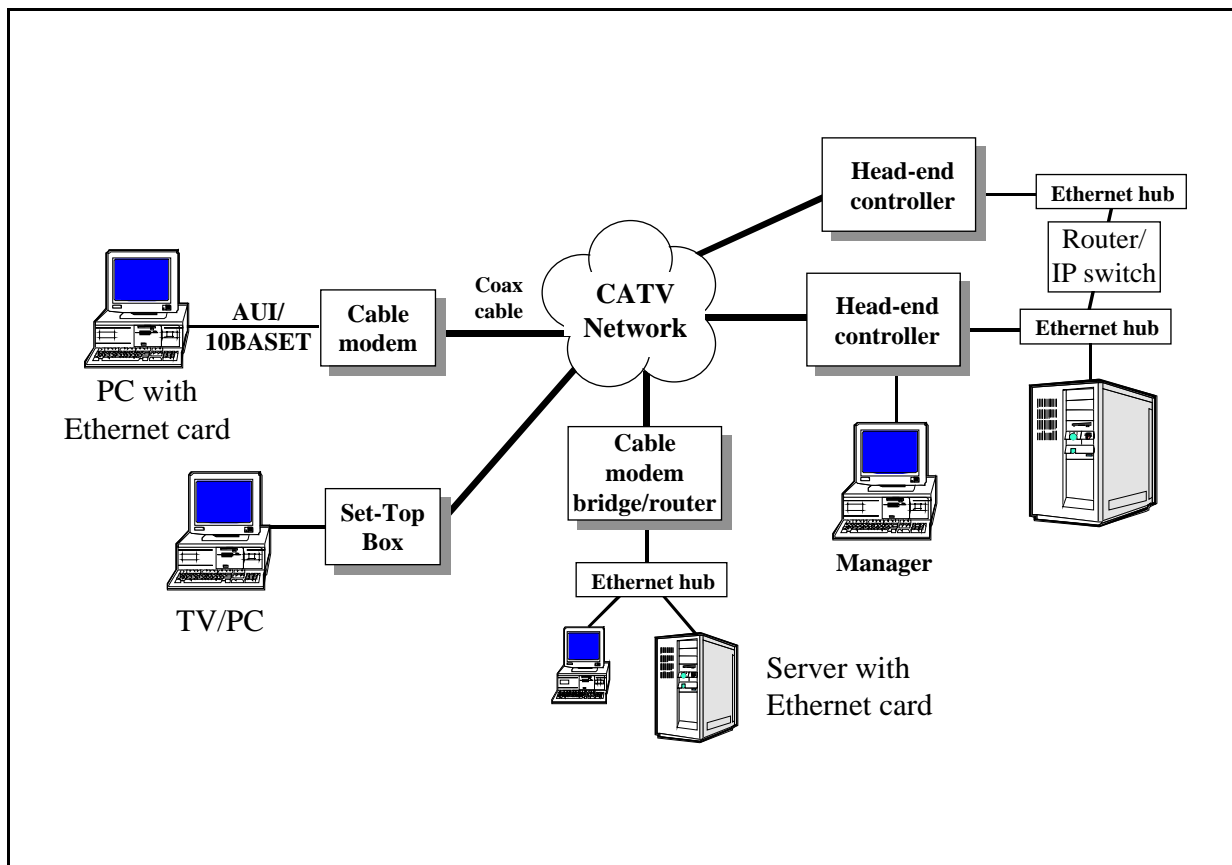 Head-end
controller
Ethernet hub
Router/
IP switch
Coax
cable
CATV
Network
AUI/
10BASET
Cable
modem
Head-end
controller
Ethernet hub
PC with
Ethernet card
Cable
modem
bridge/router
Set-Top
Box
Manager
Ethernet hub
TV/PC
Server with
Ethernet card